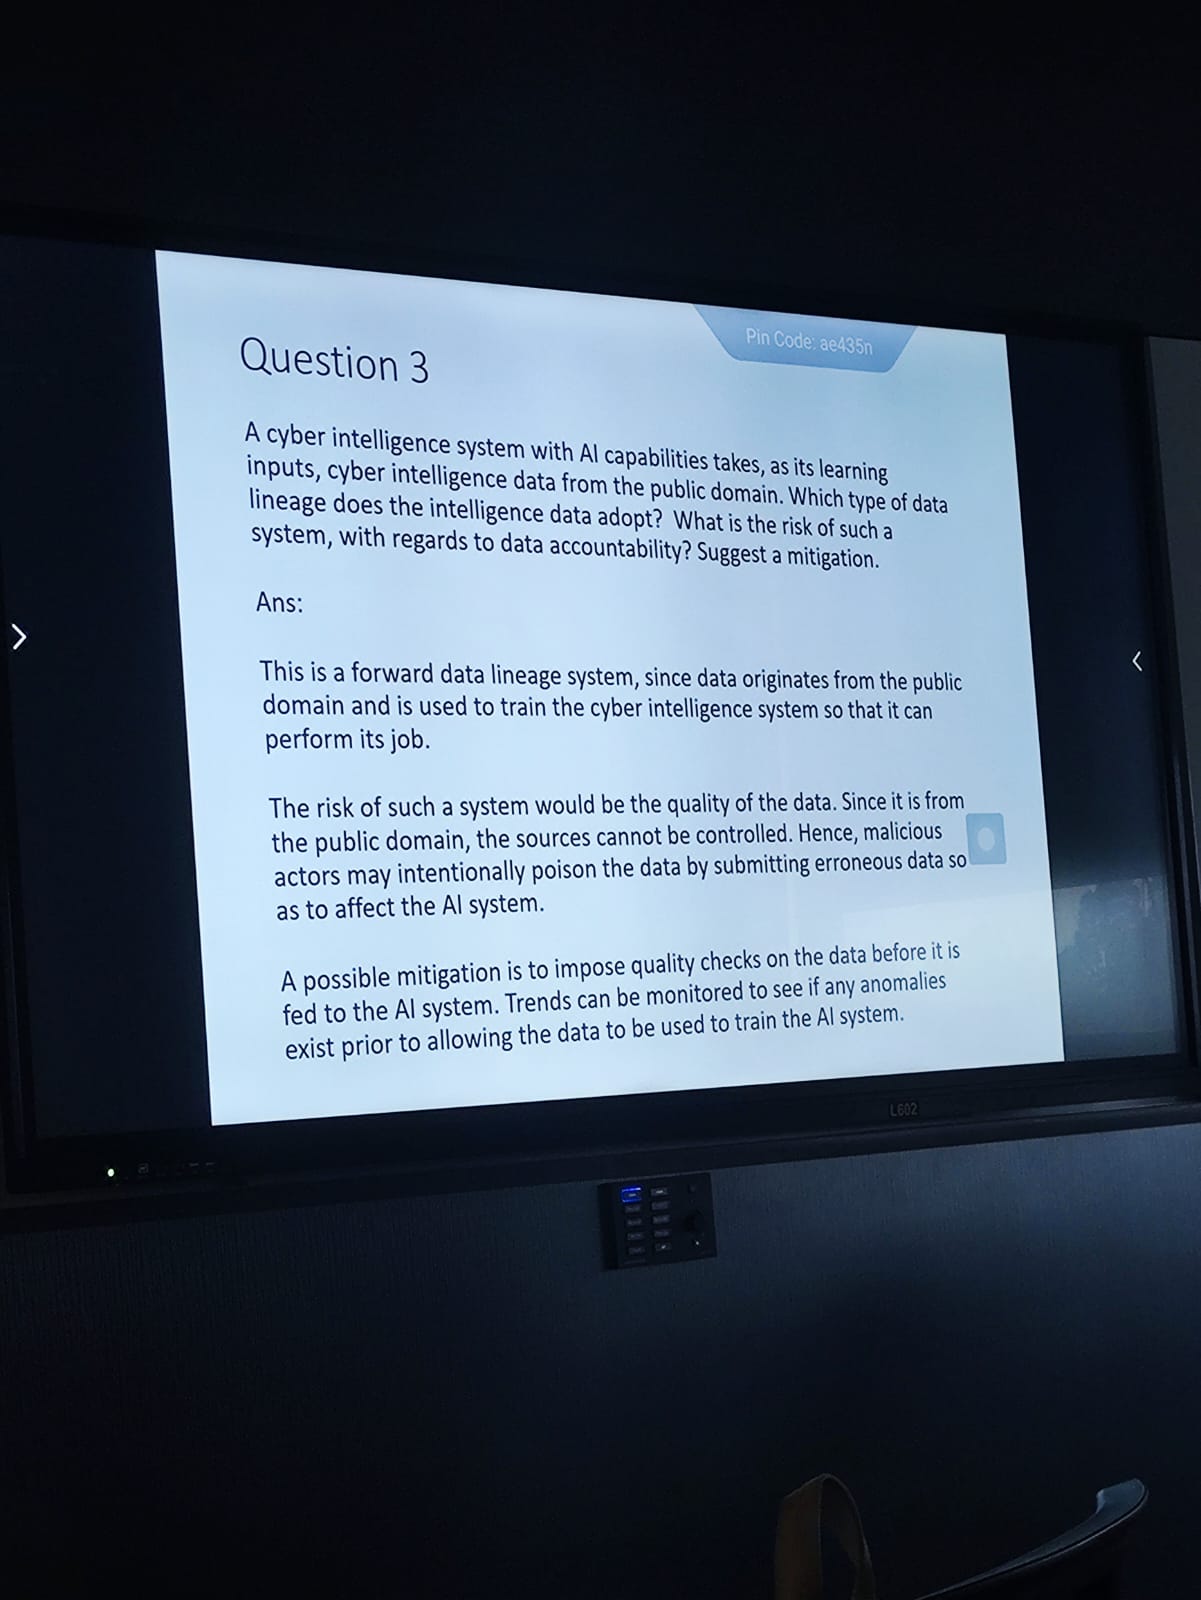 Pin Code: ae435n
Question 3
A cyber intelligence system with AI capabilities takes, as its learning
inputs, cyber intelligence data from the public domain. Which type of data
lineage does the intelligence data adopt? What is the risk of such a
system, with regards to data accountability? Suggest a mitigation.
Ans:
This is a forward data lineage system, since data originates from the public
domain and is used to train the cyber intelligence system so that it can
perform its job.
The risk of such a system would be the quality of the data. Since it is from
the public domain, the sources cannot be controlled. Hence, malicious
actors may intentionally poison the data by submitting erroneous data so
as to affect the AI system.
A possible mitigation is to impose quality checks on the data before it is
fed to the AI system. Trends can be monitored to see if any anomalies
exist prior to allowing the data to be used to train the AI system.
L602